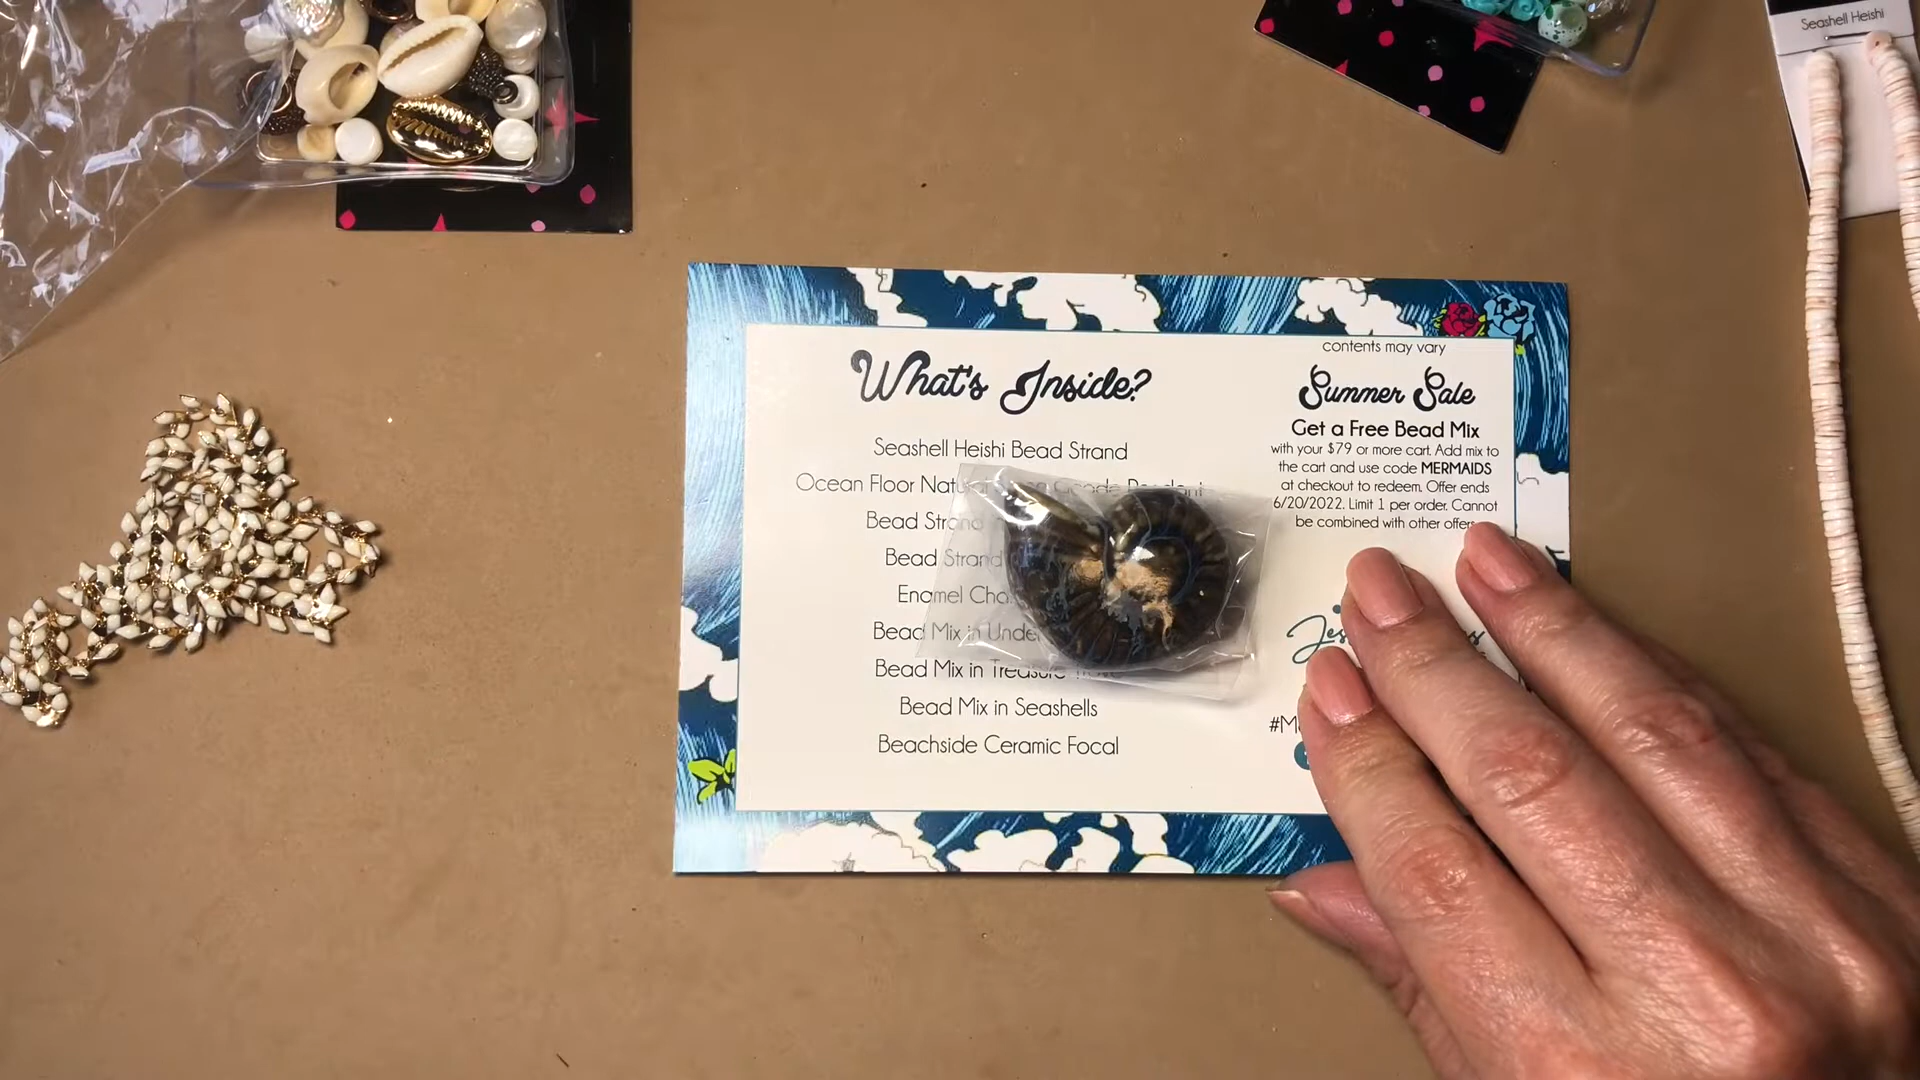 Seashell Heishi
What's Inside?
Seashell Heishi Bead Strand
Ocean Floor Geode Pendant
Bead
Bead Strand
Enamel
Bead Mix in
Bead Mix in Treasure
Bead Mix in Seashells
Beachside Ceramic Focal
contents may vary
Summer Sale
Get a Free Bead Mix
with your $79 or more cart. Add mix to
the cart and use code MERMAIDS
at checkout to redeem. Offer ends
6/20/2022. Limit 1 per order. Cannot
be combined with other offers.